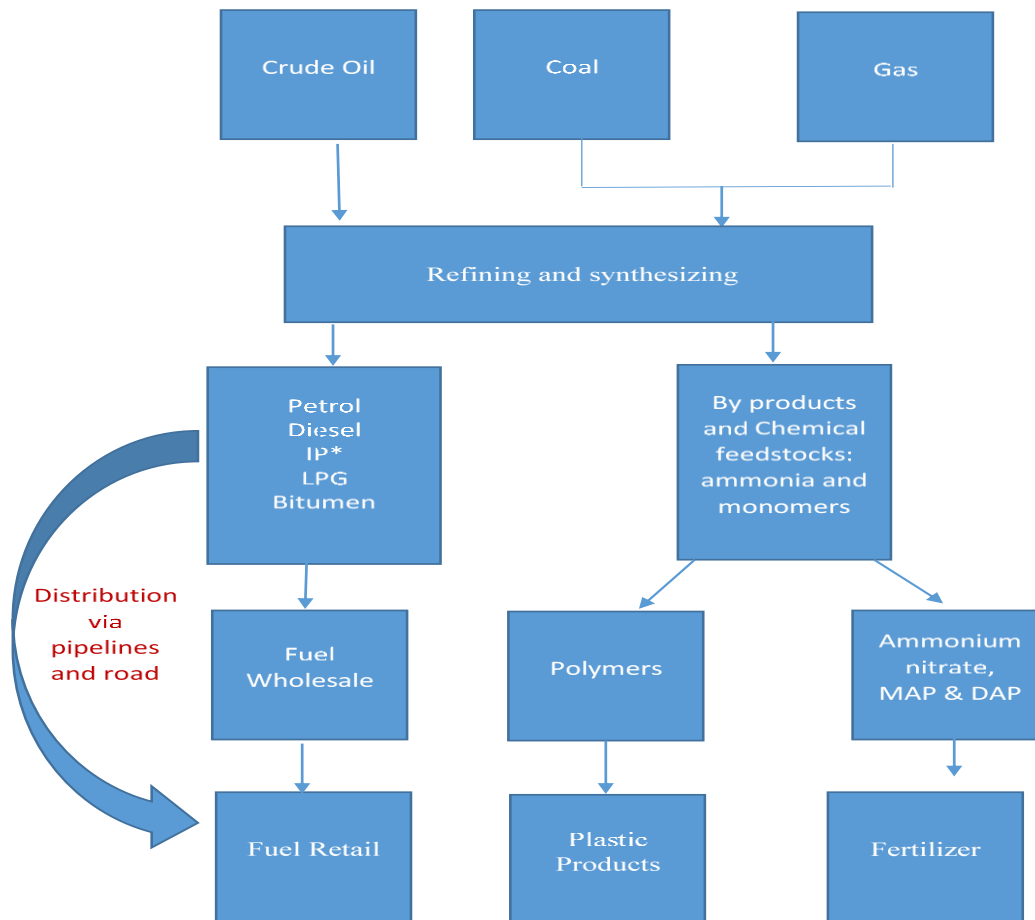 Crude Oil
Coal
Gas
Refining and synthesizing
Petrol
Diesel
IP*
LPG
Bitumen
By products
and Chemical
feedstocks:
ammonia and
monomers
Distribution
via
pipelines
and road
Fuel
Wholesale
Polymers
Ammonium
nitrate,
MAP & DAP
Fuel Retail
Plastic
Products
Fertilizer